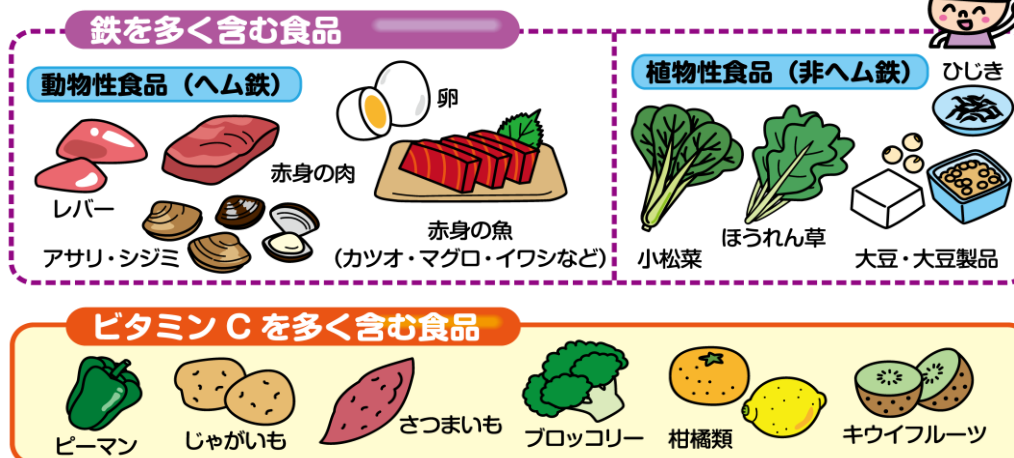 鉄を多く含む食品
動物性食品（ヘム鉄）
卵
赤身の肉
レバー
アサリ・シジミ
赤身の魚
（カツオ・マグロ・イワシなど）
植物性食品（非ヘム鉄）
ひじき
小松菜
ほうれん草
大豆・大豆製品
ビタミン C を多く含む食品
ピーマン
じゃがいも
さつまいも
ブロッコリー
柑橘類
キウイフルーツ